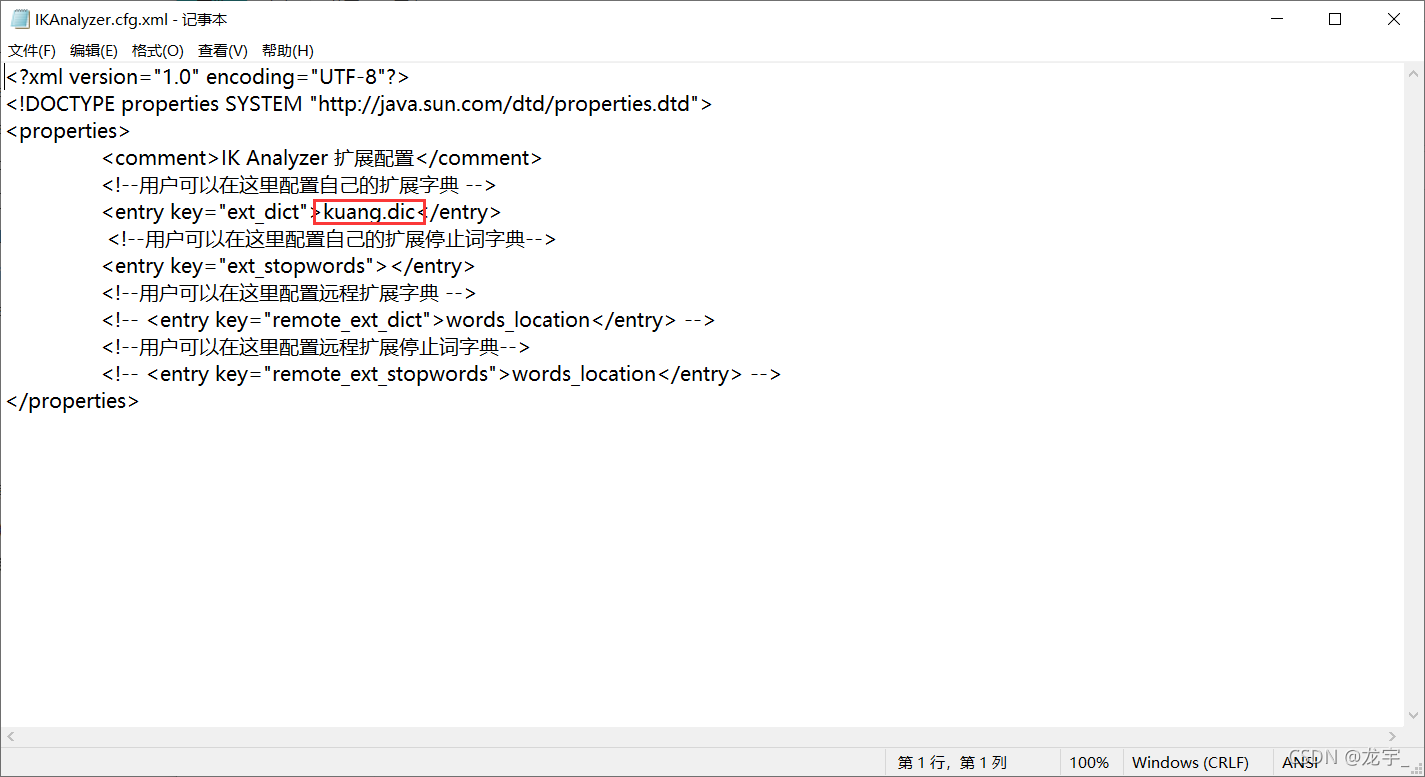 IKAnalyzer.cfg.xml - 记事本
文件(F) 编辑(E) 格式(O) 查看(V) 帮助(H)
<?xml version="1.0" encoding="UTF-8"?>
<!DOCTYPE properties SYSTEM "http://java.sun.com/dtd/properties.dtd">
<properties>
<comment>IK Analyzer 扩展配置</comment>
<!--用户可以在这里配置自己的扩展字典 -->
<entry key="ext_dict">kuang.dic</entry>
<!--用户可以在这里配置自己的扩展停止词字典-->
<entry key="ext_stopwords"></entry>
<!--用户可以在这里配置远程扩展字典 -->
<!-- <entry key="remote_ext_dict">words_location</entry> -->
<!--用户可以在这里配置远程扩展停止词字典-->
<!-- <entry key="remote_ext_stopwords">words_location</entry> -->
</properties>
第 1 行，第 1 列 100% Windows (CRLF) ANSI
CSDN @龙宇_